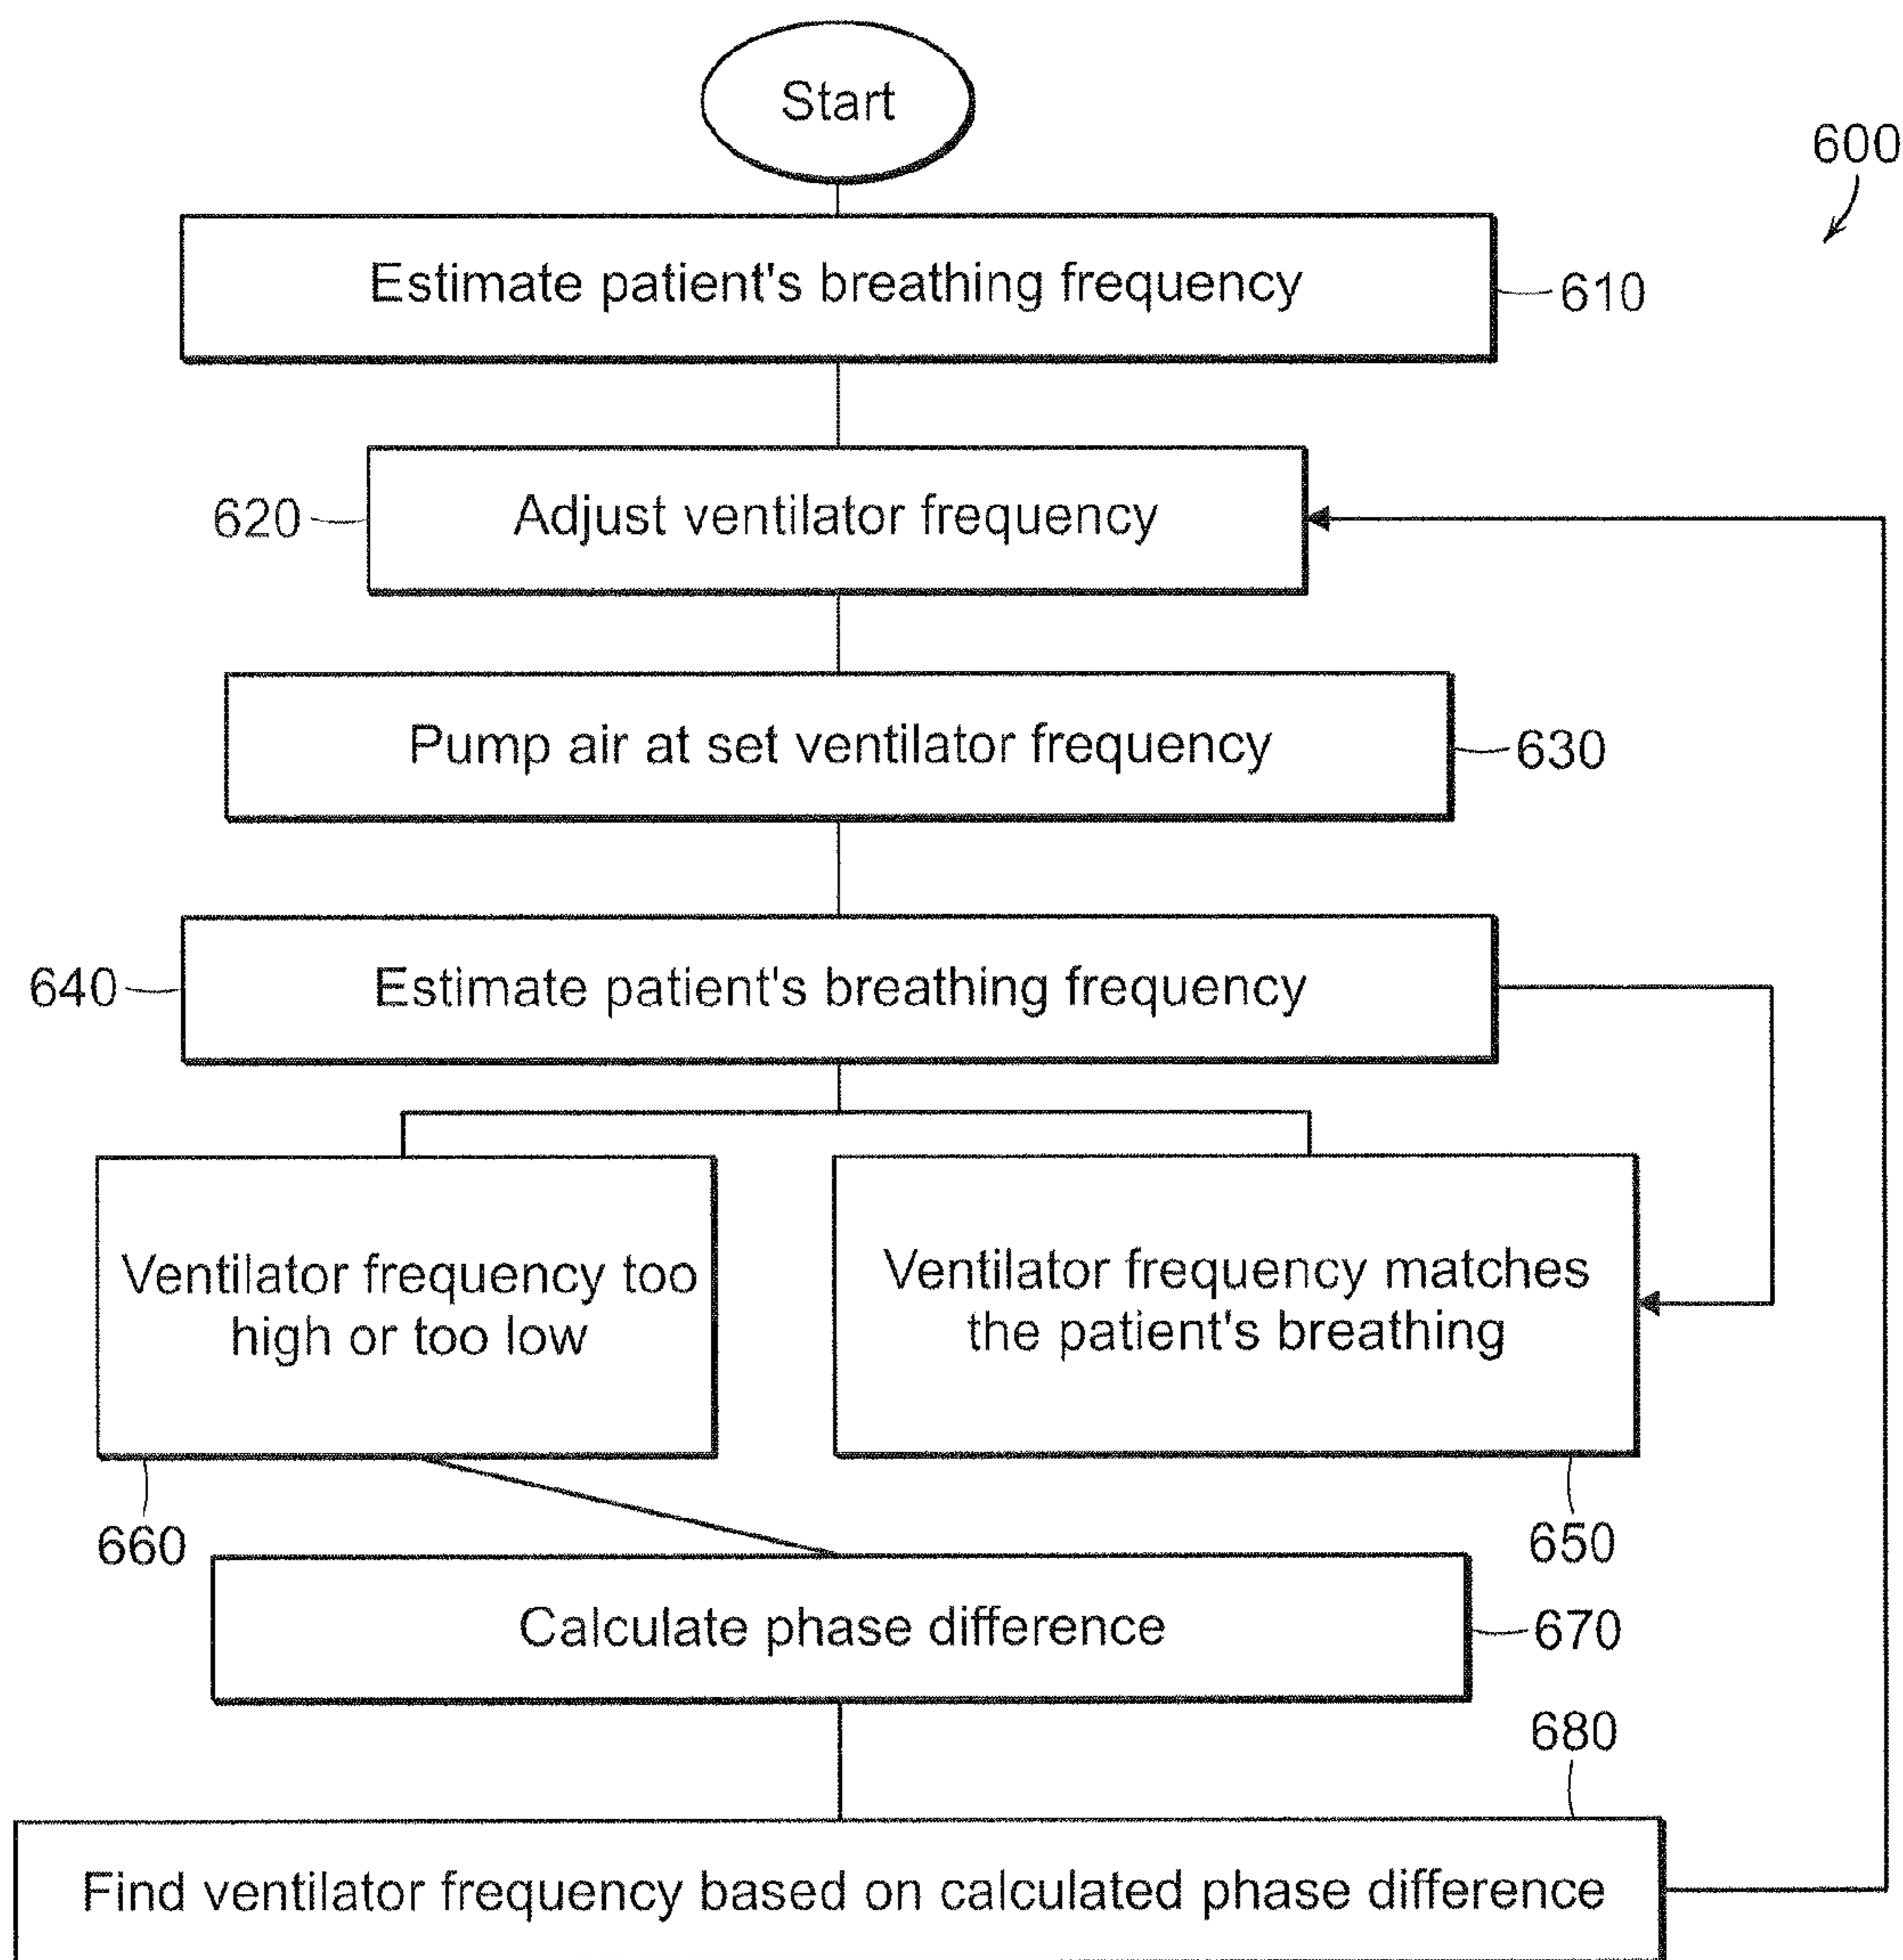 Start
600
Estimate patient's breathing frequency
610
620
Adjust ventilator frequency
Pump air at set ventilator frequency
630
640
Estimate patient's breathing frequency
Ventilator frequency too
high or too low
Ventilator frequency matches
the patient's breathing
660
650
Calculate phase difference
670
680
Find ventilator frequency based on calculated phase difference